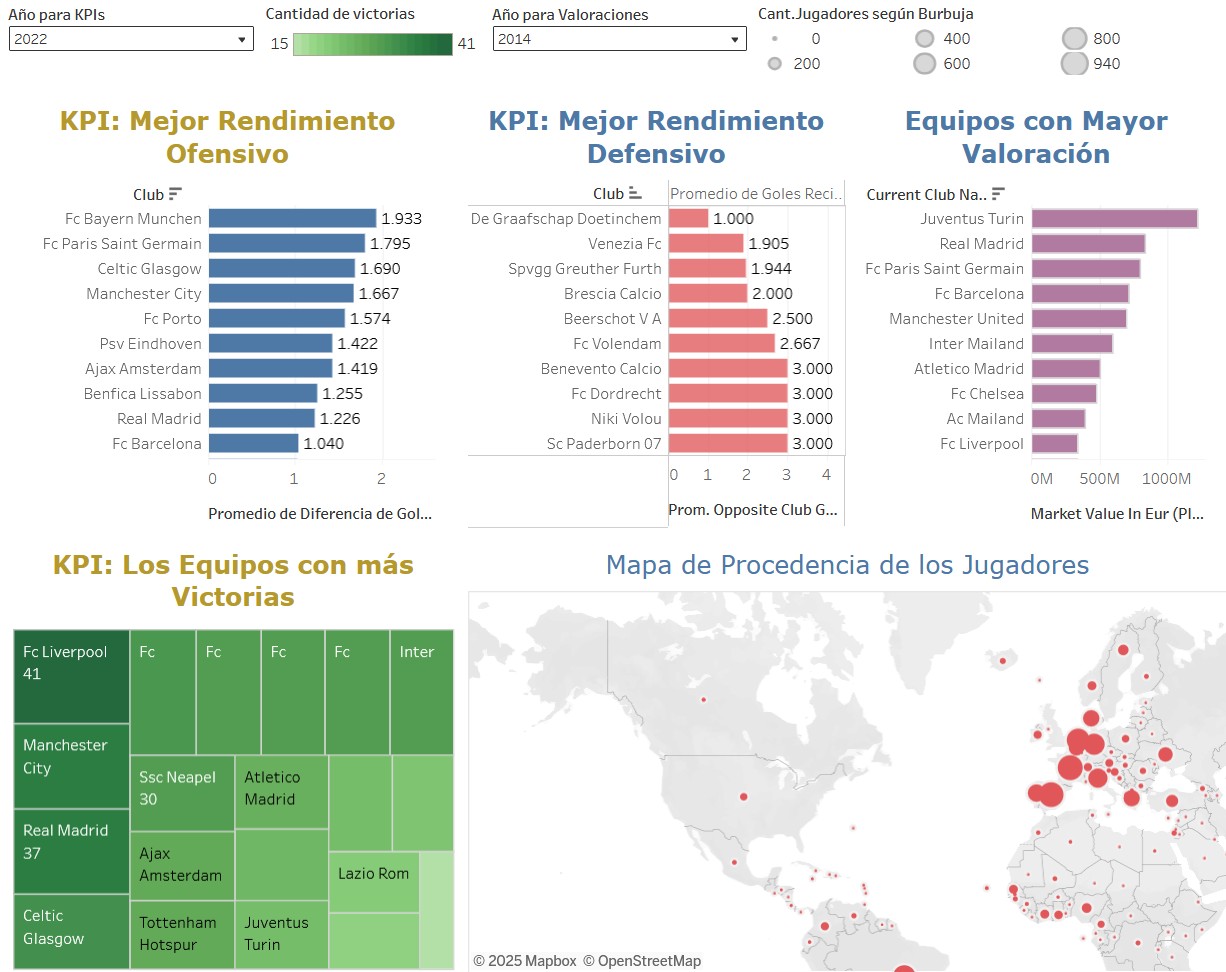 Año para KPIs
2022
Cantidad de victorias
15
41
Año para Valoraciones
2014
Cant.Jugadores según Burbuja
0
400
800
200
600
940
KPI: Mejor Rendimiento
Ofensivo
Club
Fc Bayern Munchen 1.933
Fc Paris Saint Germain 1.795
Celtic Glasgow 1.690
Manchester City 1.667
Fc Porto 1.574
Psv Eindhoven 1.422
Ajax Amsterdam 1.419
Benfica Lissabon 1.255
Real Madrid 1.226
Fc Barcelona 1.040
0 1 2
Promedio de Diferencia de Gol...
KPI: Mejor Rendimiento
Defensivo
Club Promedio de Goles Reci..
De Graafschap Doetinchem 1.000
Venezia Fc 1.905
Spvgg Greuther Furth 1.944
Brescia Calcio 2.000
Beerschot V A 2.500
Fc Volendam 2.667
Benevento Calcio 3.000
Fc Dordrecht 3.000
Niki Volou 3.000
Sc Paderborn 07 3.000
0 1 2 3 4
Prom. Opposite Club G...
Equipos con Mayor
Valoración
Current Club Na..
Juventus Turin
Real Madrid
Fc Paris Saint Germain
Fc Barcelona
Manchester United
Inter Mailand
Atletico Madrid
Fc Chelsea
Ac Mailand
Fc Liverpool
0M 500M 1000M
Market Value In Eur (Pl...
KPI: Los Equipos con más
Victorias
Fc Liverpool
41
Manchester
City
Real Madrid
37
Celtic
Glasgow
Fc
Fc
Fc
Fc
Inter
Ssc Neapel
30
Atletico
Madrid
Ajax
Amsterdam
Lazio Rom
Tottenham
Hotspur
Juventus
Turin
Mapa de Procedencia de los Jugadores
© 2025 Mapbox © OpenStreetMap